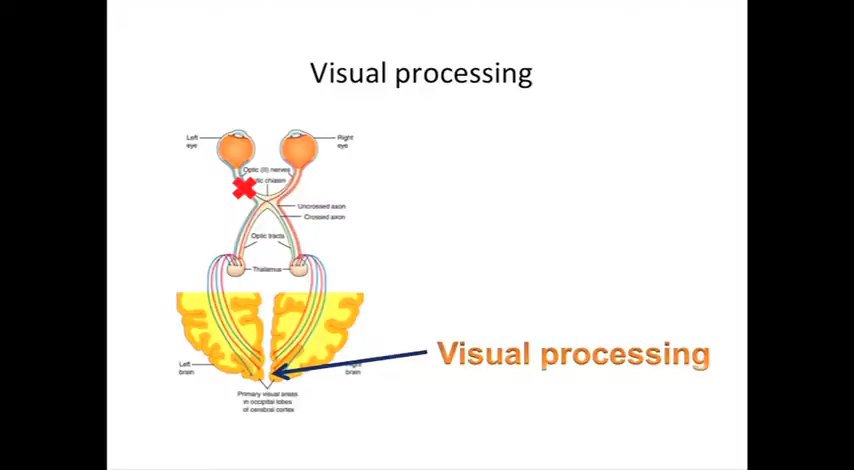 Visual processing
Left
eye
Right
eye
Optic (II) nerves
Optic chiasm
Uncrossed axon
Crossed axon
Optic tracts
Thalamus
Visual processing
Left
brain
brain
Primary visual areas
in occipital lobes
of cerebral cortex